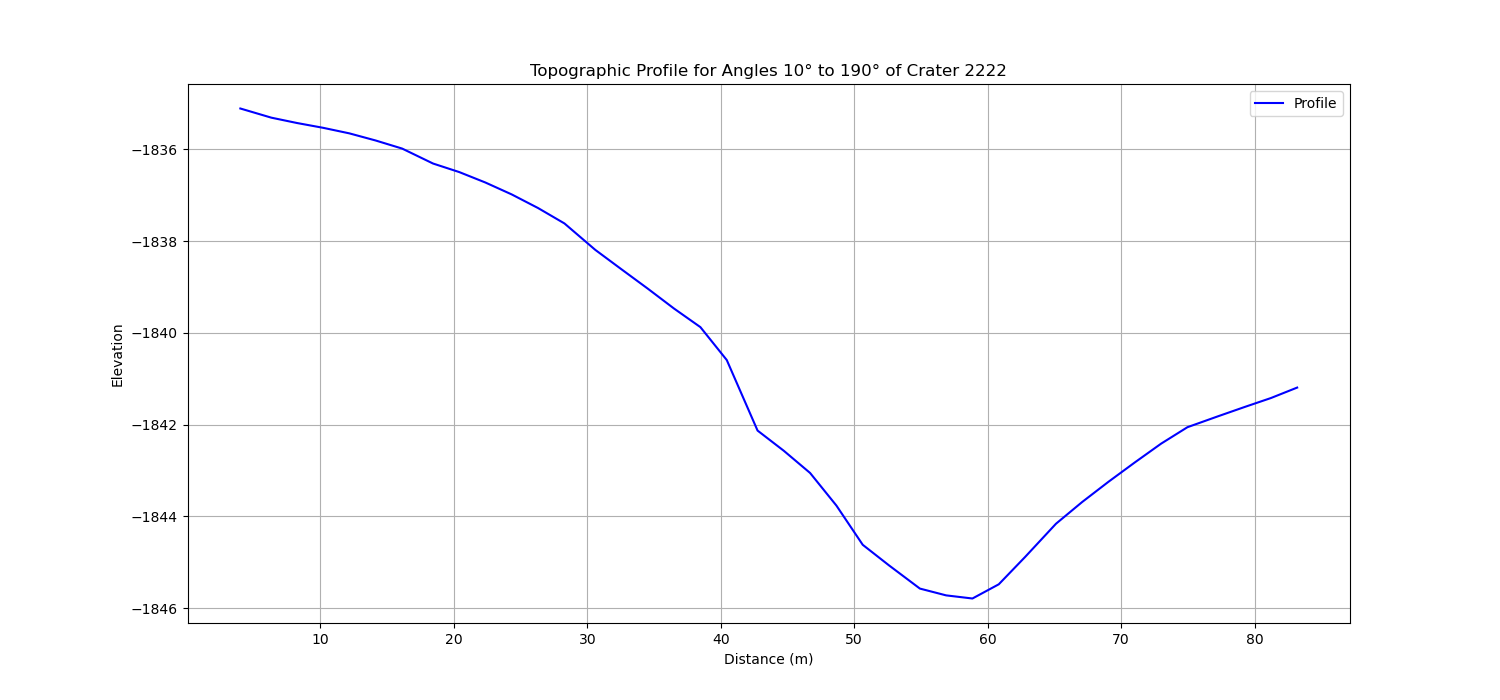 Topographic Profile for Angles 10° to 190° of Crater 2222
Profile
−1836
−1838
−1840
−1842
−1844
−1846
Elevation
10 20 30 40 50 60 70 80
Distance (m)